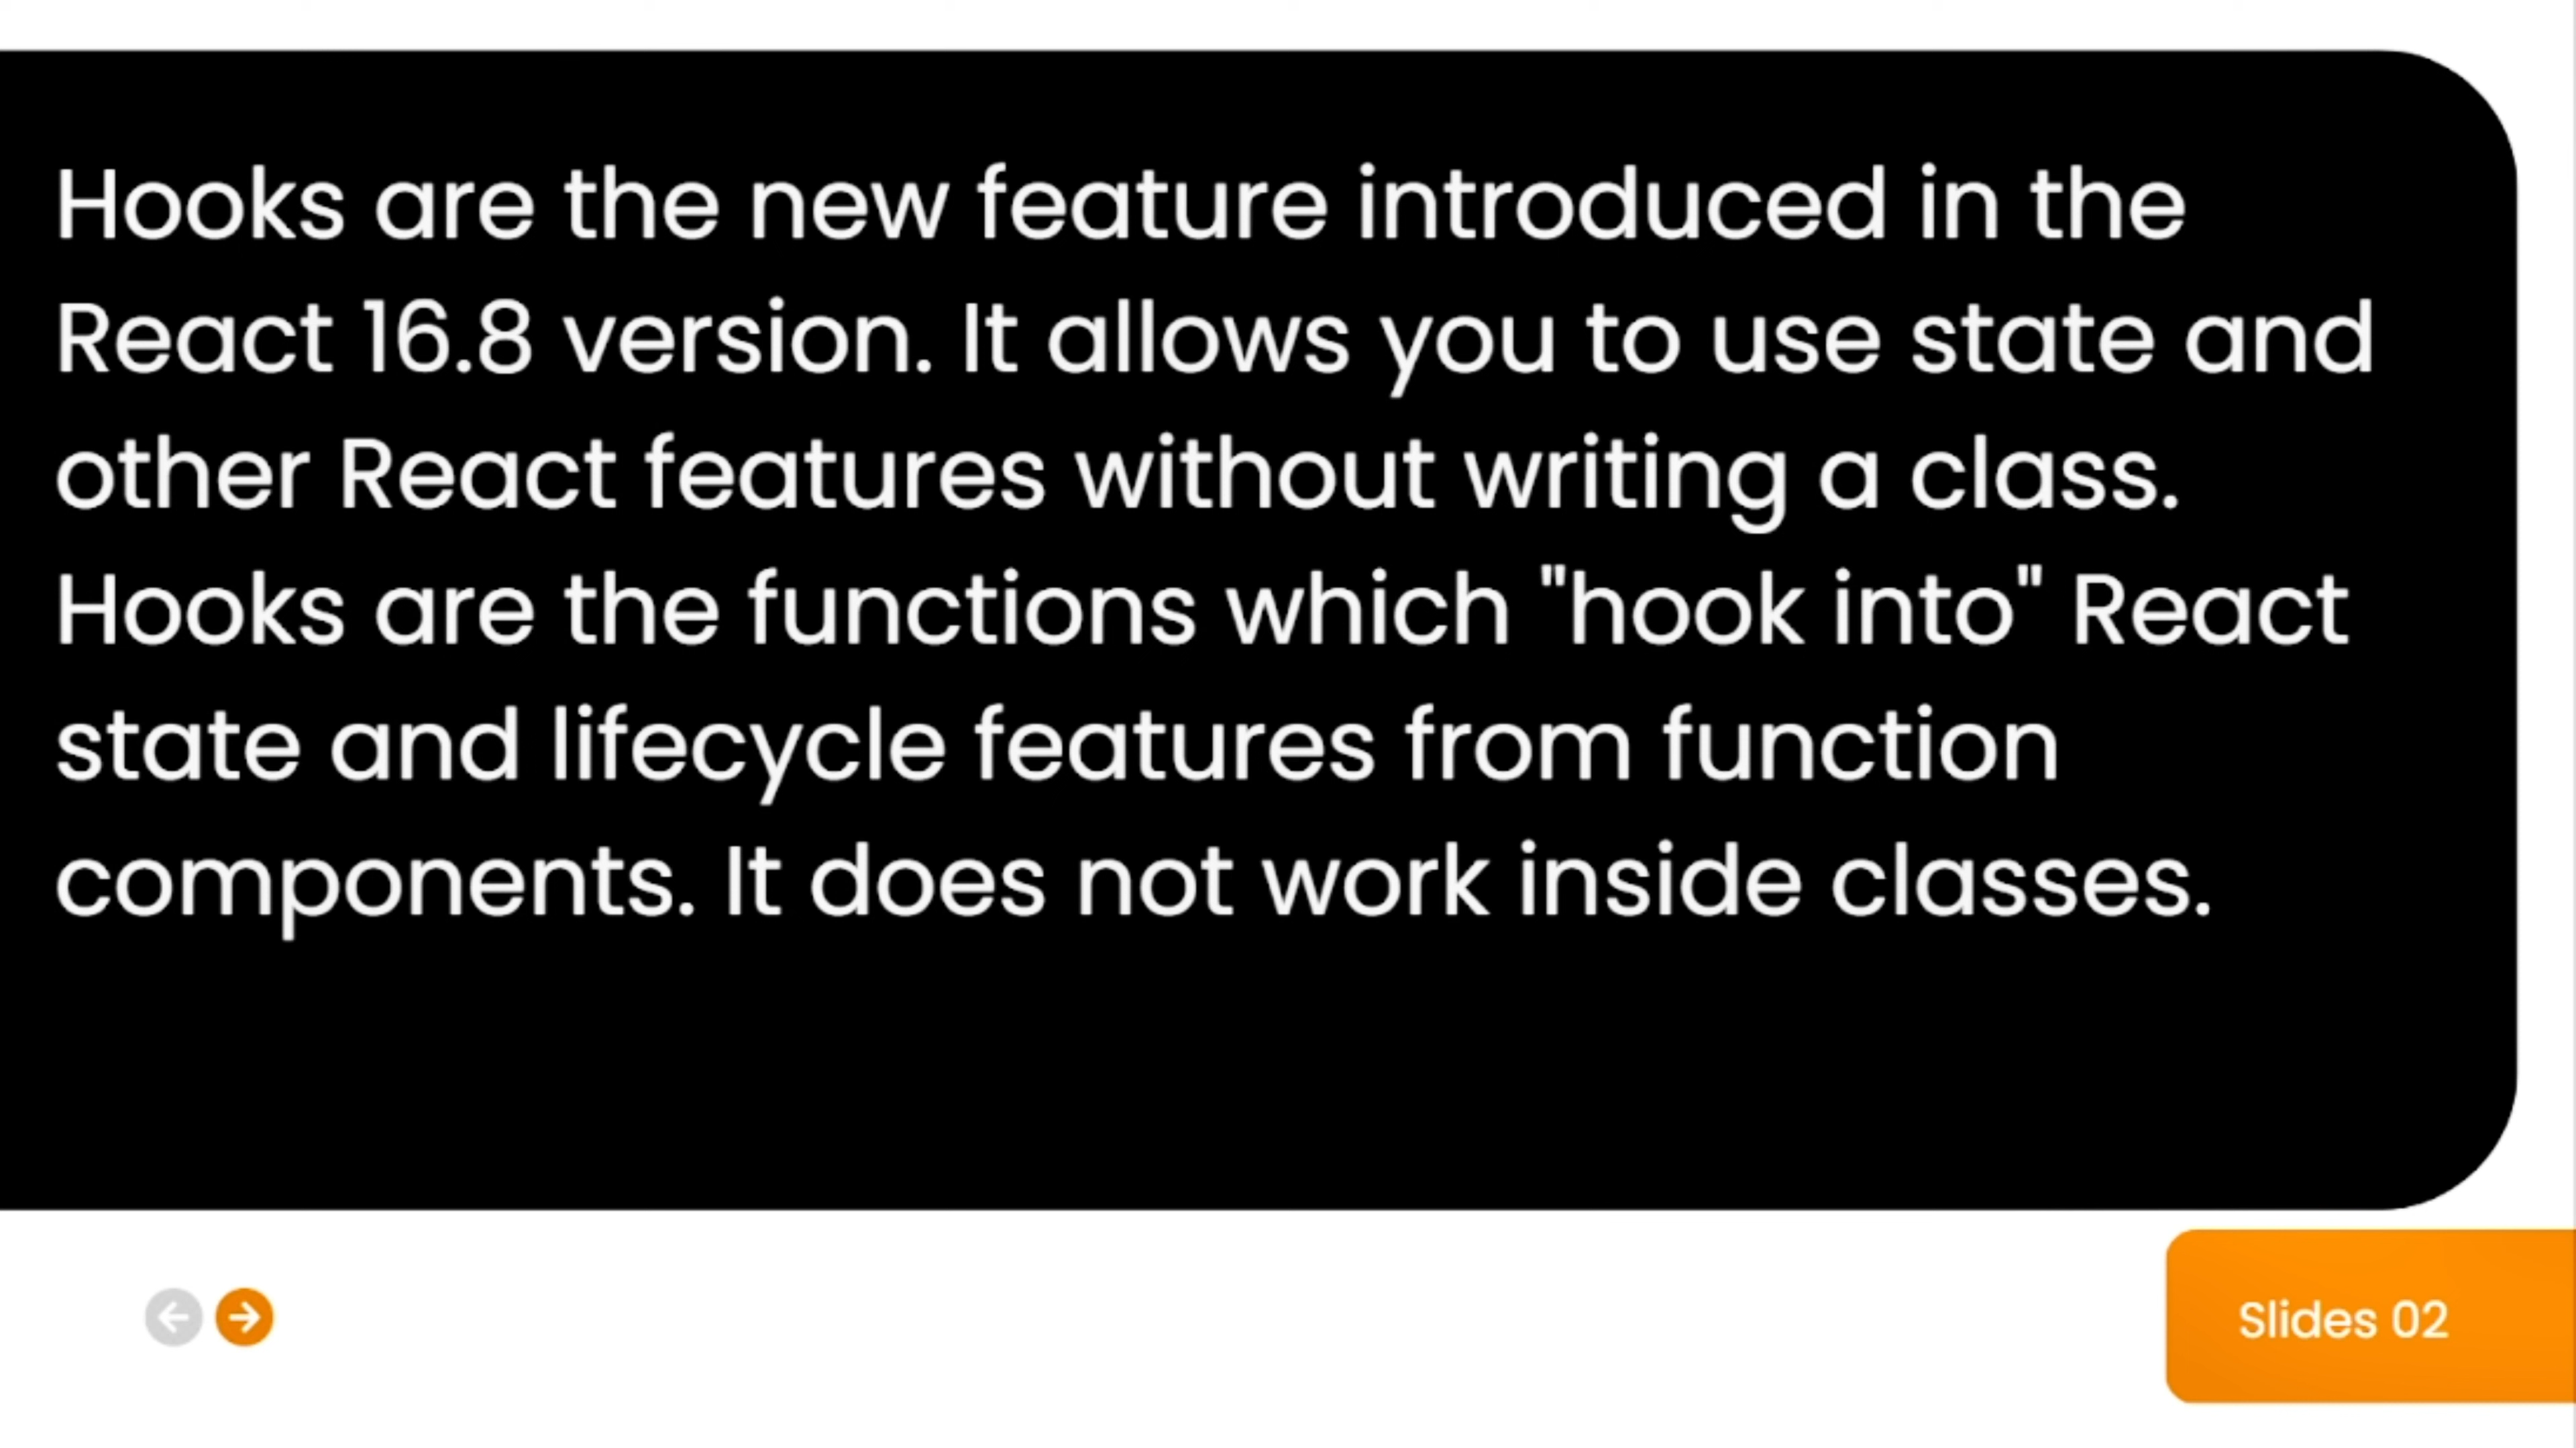 Hooks are the new feature introduced in the
React 16.8 version. It allows you to use state and
other React features without writing a class.
Hooks are the functions which "hook into" React
state and lifecycle features from function
components. It does not work inside classes.
Slides 02